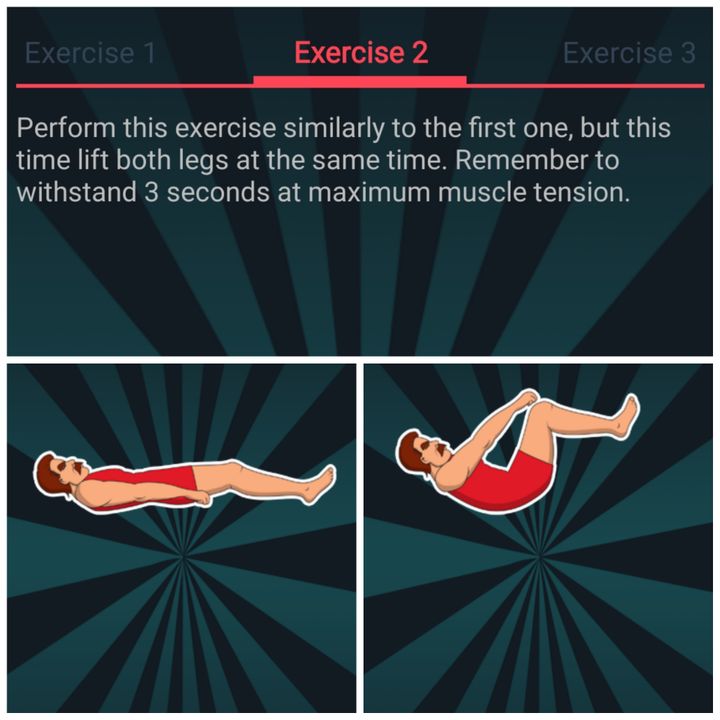 Exercise 1 Exercise 2 Exercise 3
Perform this exercise similarly to the first one, but this
time lift both legs at the same time. Remember to
withstand 3 seconds at maximum muscle tension.